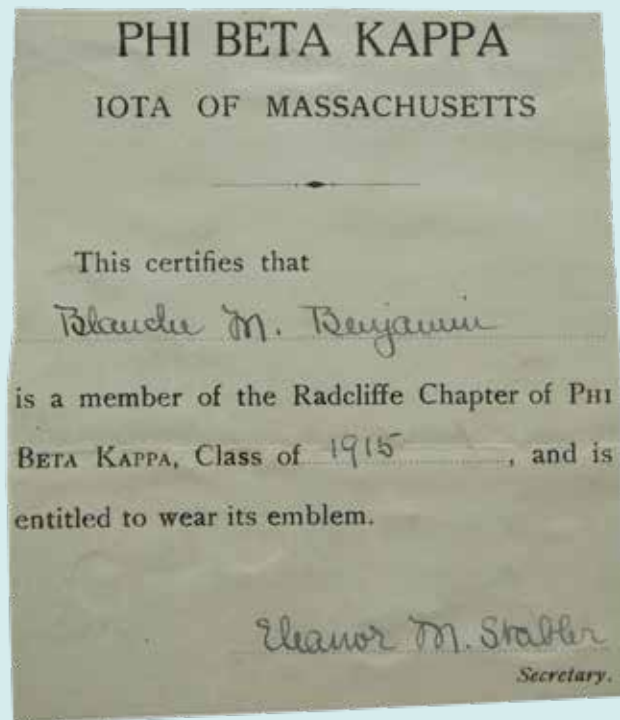 PHI BETA KAPPA
IOTA OF MASSACHUSETTS
This certifies that
Blanche M. Benjamin
is a member of the Radcliffe Chapter of PHI
BETA KAPPA, Class of 1915, and is
entitled to wear its emblem.
Eleanor M. Stabler
Secretary.